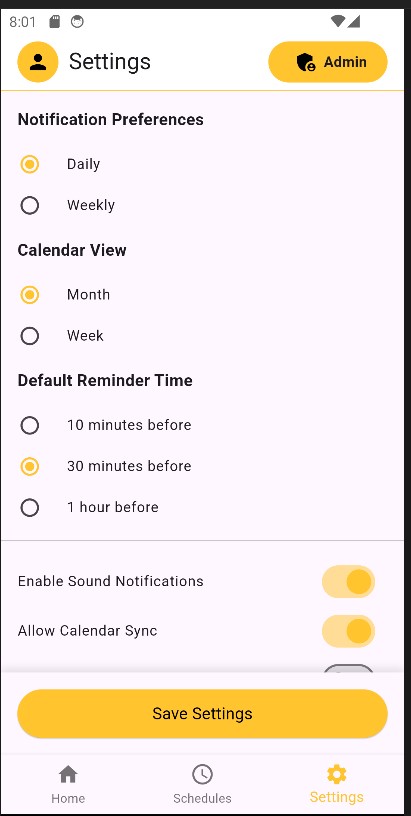 8:01
Settings
Admin
Notification Preferences
Daily
Weekly
Calendar View
Month
Week
Default Reminder Time
10 minutes before
30 minutes before
1 hour before
Enable Sound Notifications
Allow Calendar Sync
Save Settings
Home
Schedules
Settings